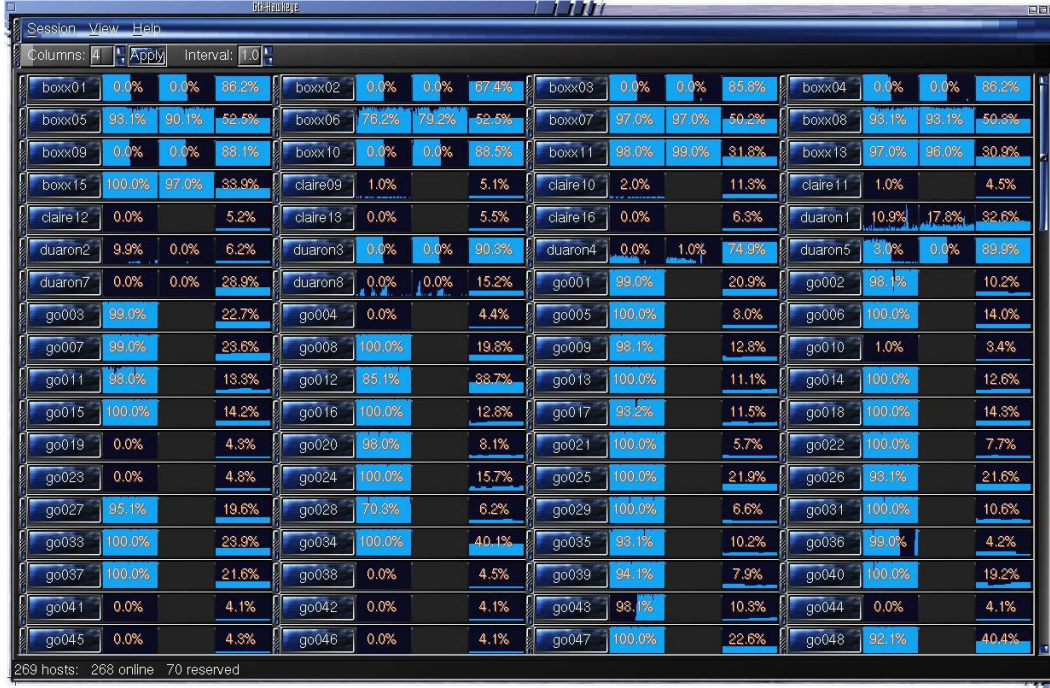 GQ-Hawkeye
Session View Help
Columns: 4 Apply Interval: 1.0
boxx01 0.0% 0.0% 86.2% boxx02 0.0% 0.0% 67.4% boxx03 0.0% 0.0% 85.8% boxx04 0.0% 0.0% 86.2%
boxx05 93.1% 90.1% 52.5% boxx06 76.2% 79.2% 52.5% boxx07 97.0% 97.0% 50.2% boxx08 93.1% 93.1% 50.3%
boxx09 0.0% 0.0% 88.1% boxx10 0.0% 0.0% 88.5% boxx11 98.0% 99.0% 31.8% boxx13 97.0% 96.0% 30.9%
boxx15 100.0% 97.0% 33.9% claire09 1.0% 5.1% claire10 2.0% 11.3% claire11 1.0% 4.5%
claire12 0.0% 5.2% claire13 0.0% 5.5% claire16 0.0% 6.3% duaron1 10.9% 17.8% 32.6%
duaron2 9.9% 0.0% 6.2% duaron3 0.0% 0.0% 90.3% duaron4 0.0% 1.0% 74.9% duaron5 3.0% 0.0% 89.9%
duaron7 0.0% 0.0% 28.9% duaron8 0.0% 0.0% 15.2% go001 99.0% 20.9% go002 98.1% 10.2%
go003 99.0% 22.7% go004 0.0% 4.4% go005 100.0% 8.0% go006 100.0% 14.0%
go007 99.0% 23.6% go008 100.0% 19.8% go009 98.1% 12.8% go010 1.0% 3.4%
go011 98.0% 13.3% go012 85.1% 38.7% go013 100.0% 11.1% go014 100.0% 12.6%
go015 100.0% 14.2% go016 100.0% 12.8% go017 93.2% 11.5% go018 100.0% 14.3%
go019 0.0% 4.3% go020 98.0% 8.1% go021 100.0% 5.7% go022 100.0% 7.7%
go023 0.0% 4.8% go024 100.0% 15.7% go025 100.0% 21.9% go026 93.1% 21.6%
go027 95.1% 19.6% go028 70.3% 6.2% go029 100.0% 6.6% go031 100.0% 10.6%
go033 100.0% 23.9% go034 100.0% 40.1% go035 93.1% 10.2% go036 99.0% 4.2%
go037 100.0% 21.6% go038 0.0% 4.5% go039 94.1% 7.9% go040 100.0% 19.2%
go041 0.0% 4.1% go042 0.0% 4.1% go043 98.1% 10.3% go044 0.0% 4.1%
go045 0.0% 4.3% go046 0.0% 4.1% go047 100.0% 22.6% go048 92.1% 40.4%
269 hosts: 268 online 70 reserved